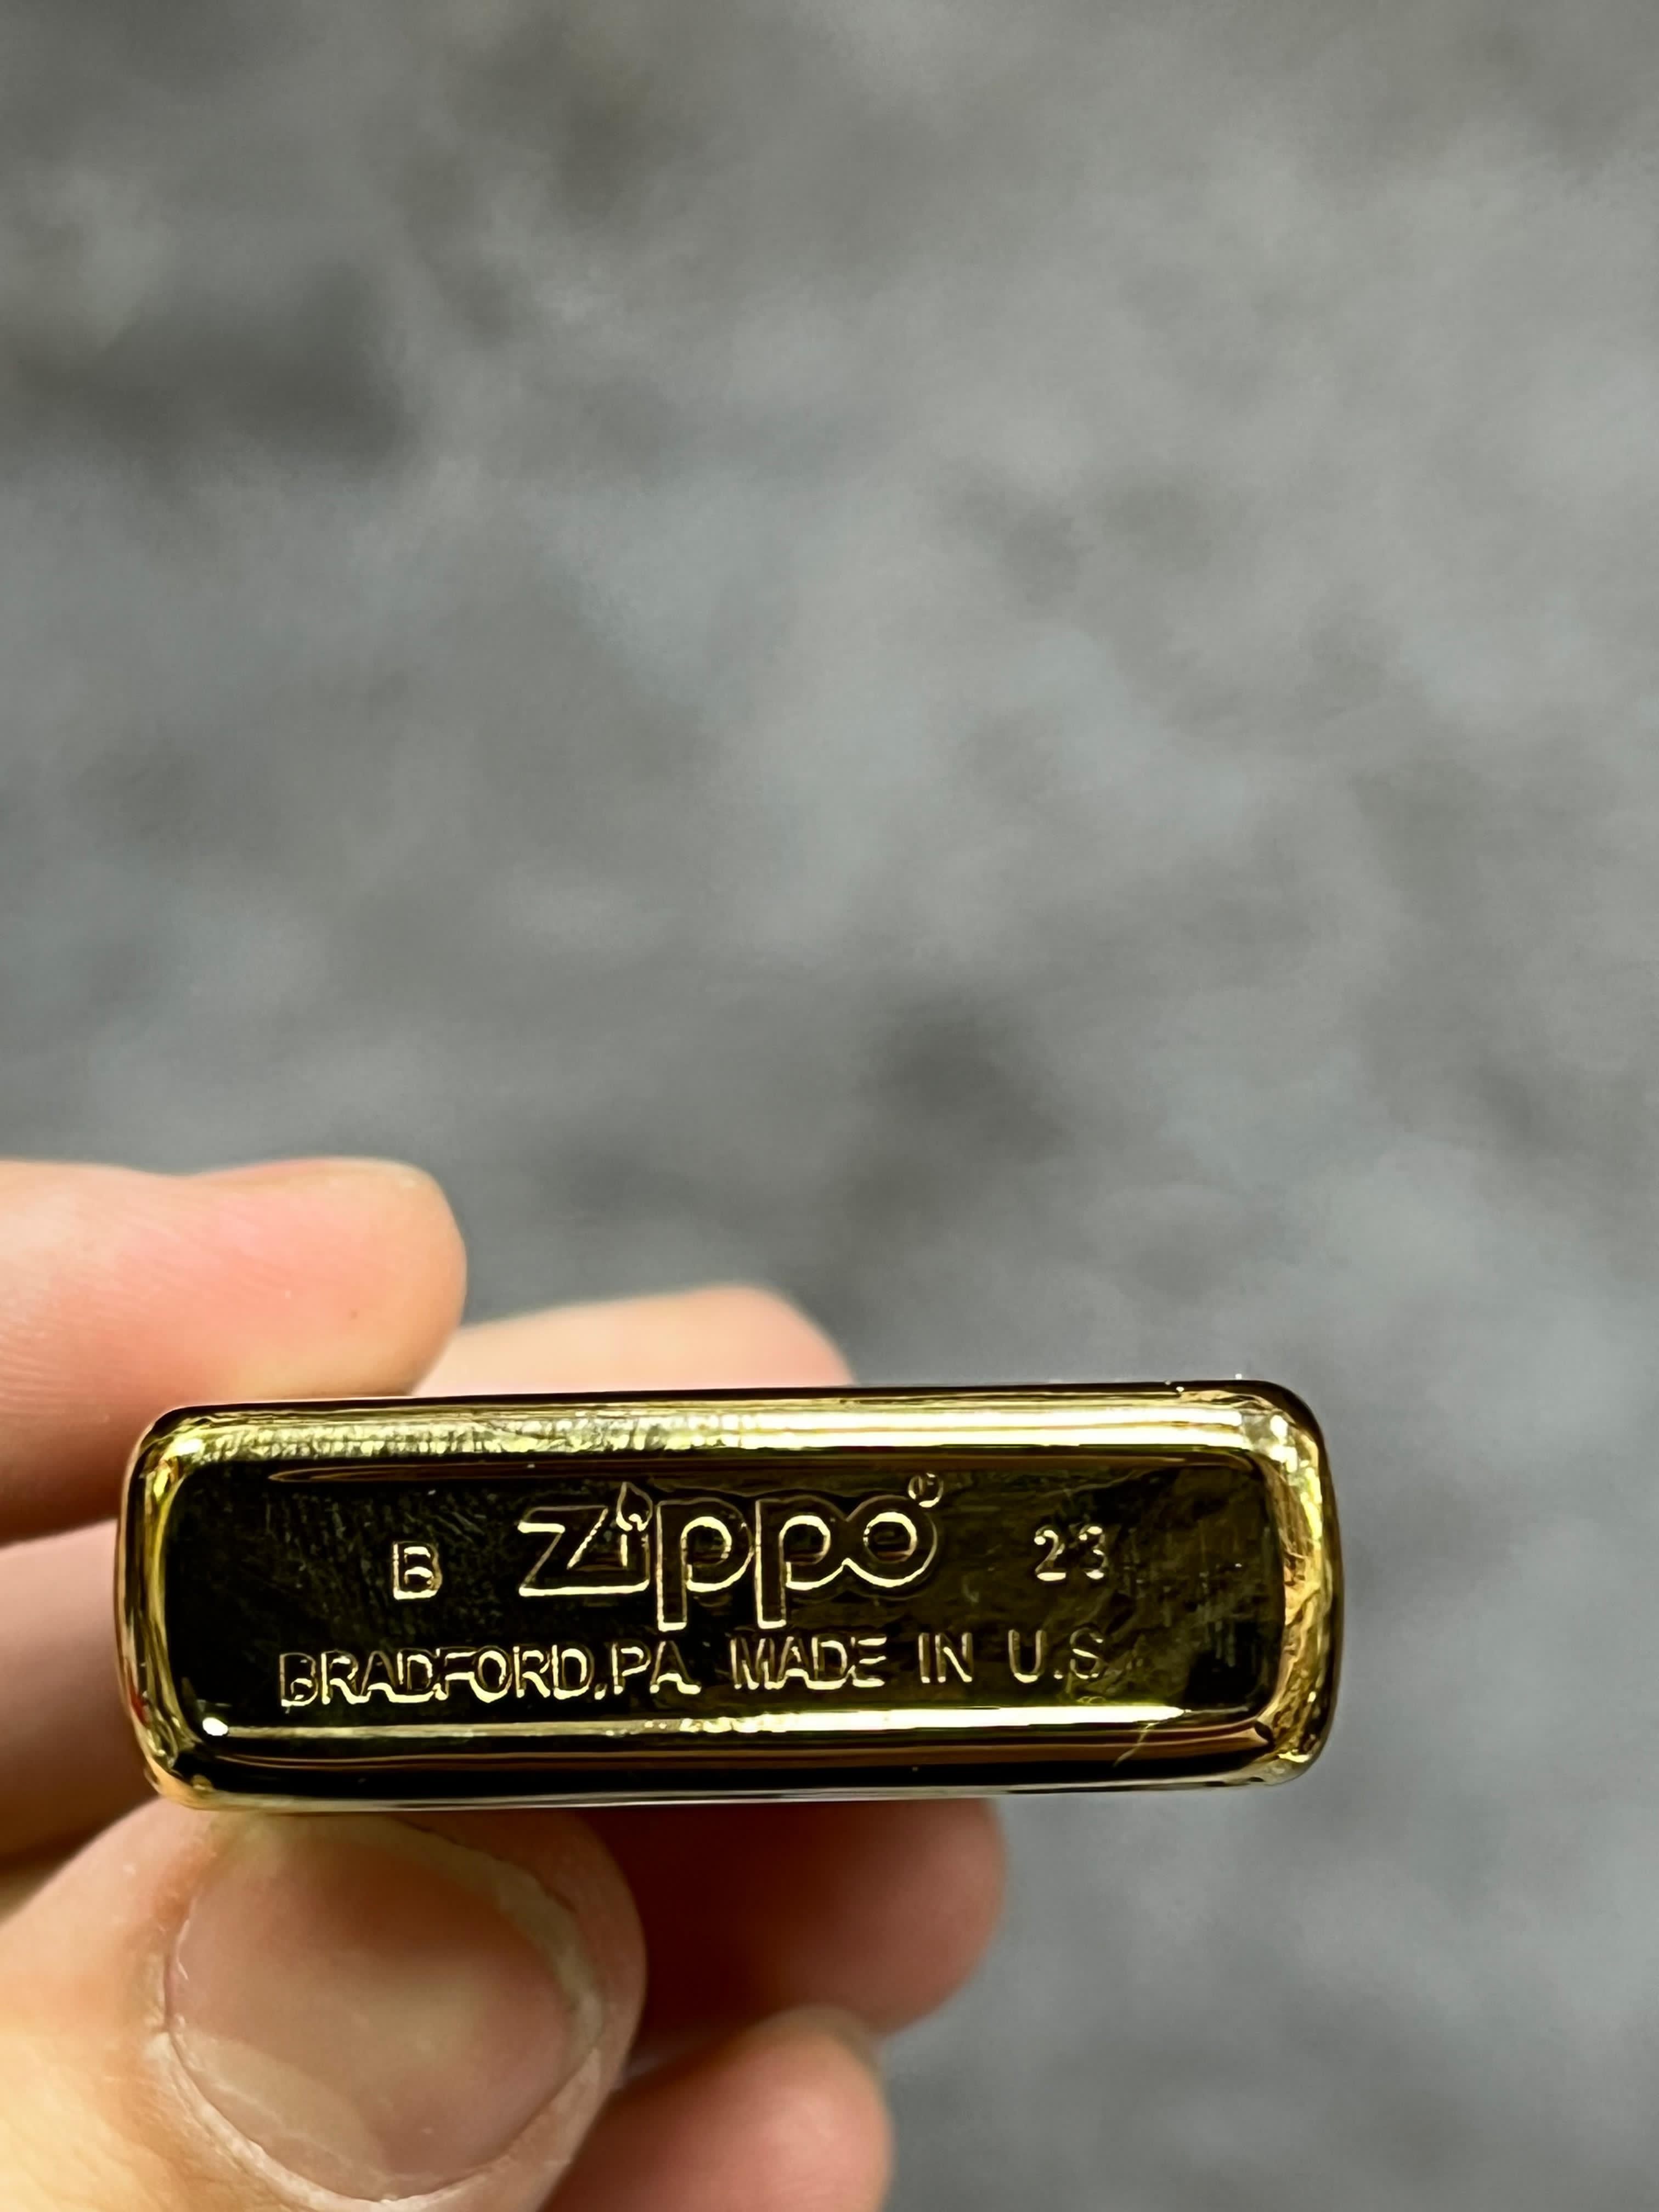 B zippo® 23
BRADFORD,PA. MADE IN U.S.A